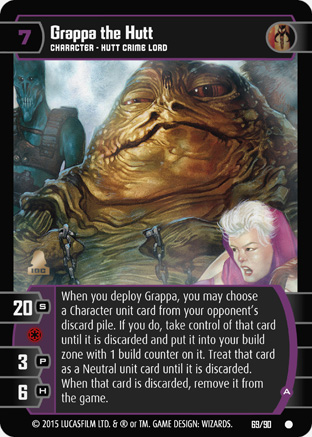 7
Grappa the Hutt
CHARACTER - HUTT CRIME LORD
IDC
20 S
3 P
6 H
When you deploy Grappa, you may choose
a Character unit card from your opponent's
discard pile. If you do, take control of that card
until it is discarded and put it into your build
zone with 1 build counter on it. Treat that card
as a Neutral unit card until it is discarded.
When that card is discarded, remove it from
the game.
A
© 2015 LUCASFILM LTD. & ® or TM. GAME DESIGN: WIZARDS. 69/90